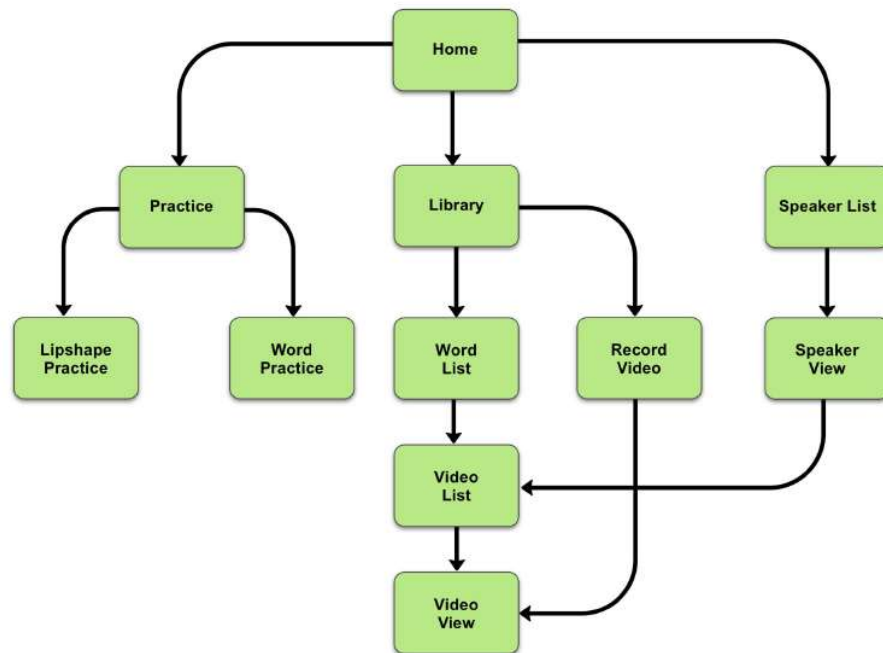 Home
Practice
Library
Speaker List
Lipshape
Practice
Word
Practice
Word
List
Record
Video
Speaker
View
Video
List
Video
View